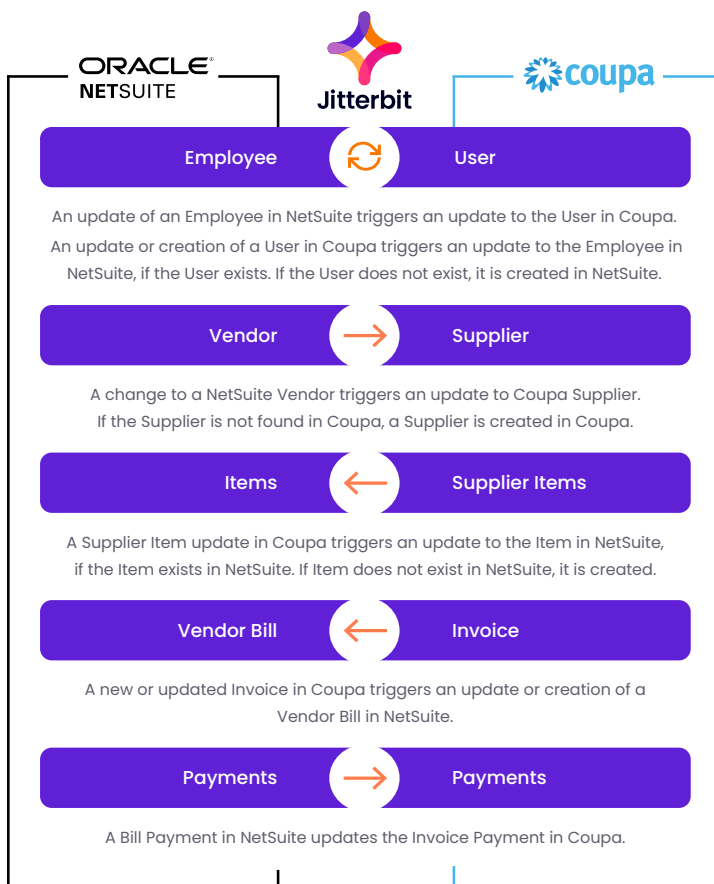 ORACLE®
NETSUITE
Jitterbit
coupa
Employee User
An update of an Employee in NetSuite triggers an update to the User in Coupa.
An update or creation of a User in Coupa triggers an update to the Employee in
NetSuite, if the User exists. If the User does not exist, it is created in NetSuite.
Vendor Supplier
A change to a NetSuite Vendor triggers an update to Coupa Supplier.
If the Supplier is not found in Coupa, a Supplier is created in Coupa.
Items Supplier Items
A Supplier Item update in Coupa triggers an update to the Item in NetSuite,
if the Item exists in NetSuite. If Item does not exist in NetSuite, it is created.
Vendor Bill Invoice
A new or updated Invoice in Coupa triggers an update or creation of a
Vendor Bill in NetSuite.
Payments Payments
A Bill Payment in NetSuite updates the Invoice Payment in Coupa.